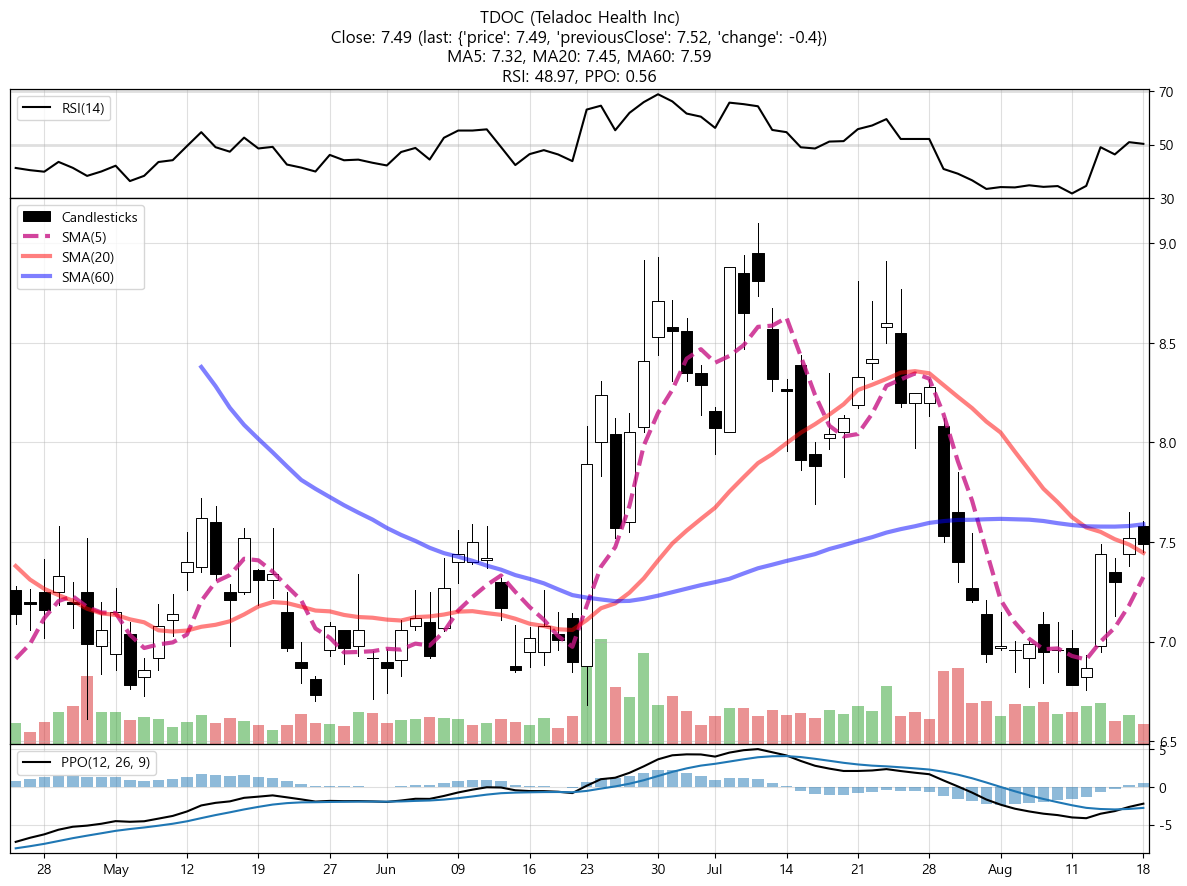 TDOC (Teladoc Health Inc)
Close: 7.49 (last: {'price': 7.49, 'previousClose': 7.52, 'change': -0.4})
MA5: 7.32, MA20: 7.45, MA60: 7.59
RSI: 48.97, PPO: 0.56
RSI(14)
70
50
30
Candlesticks
SMA(5)
SMA(20)
SMA(60)
9.0
8.5
8.0
7.5
7.0
6.5
PPO(12, 26, 9)
5
0
-5
28 May 12 19 27 Jun 09 16 23 30 Jul 14 21 28 Aug 11 18